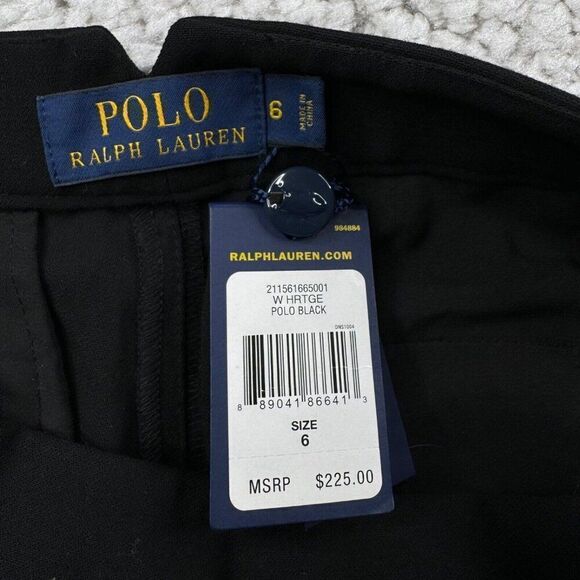 POLO
RALPH LAUREN
6
MADE IN
CHINA
984884
RALPHLAUREN.COM
211561665001
W HRTGE
POLO BLACK
DMS1004
8 89041 86641 3
SIZE
6
MSRP $225.00